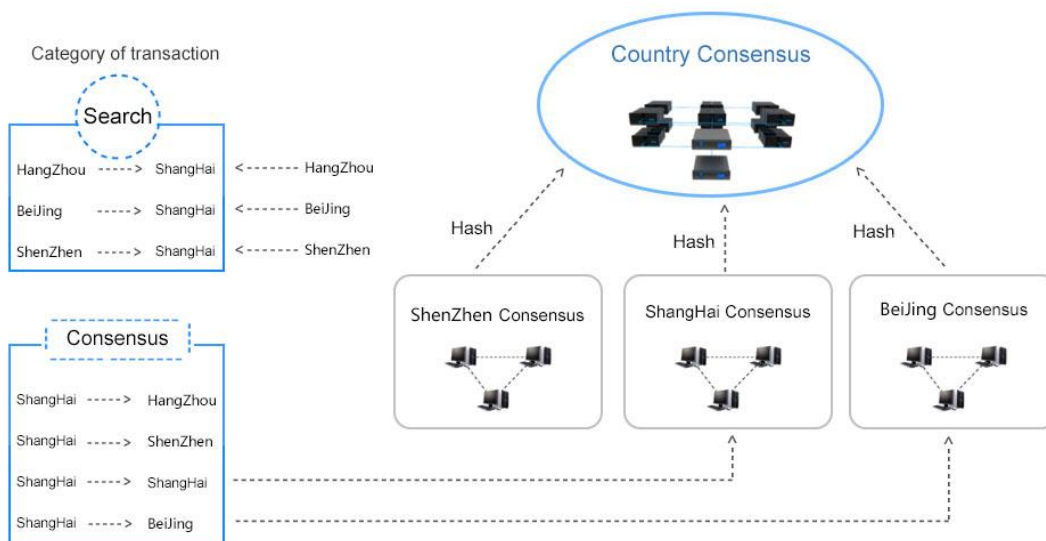 Category of transaction
Search
HangZhou ShangHai HangZhou
BeiJing ShangHai BeiJing
ShenZhen ShangHai ShenZhen
Consensus
ShangHai HangZhou
ShangHai ShenZhen
ShangHai ShangHai
ShangHai BeiJing
Country Consensus
Hash
Hash
Hash
ShenZhen Consensus
ShangHai Consensus
BeiJing Consensus